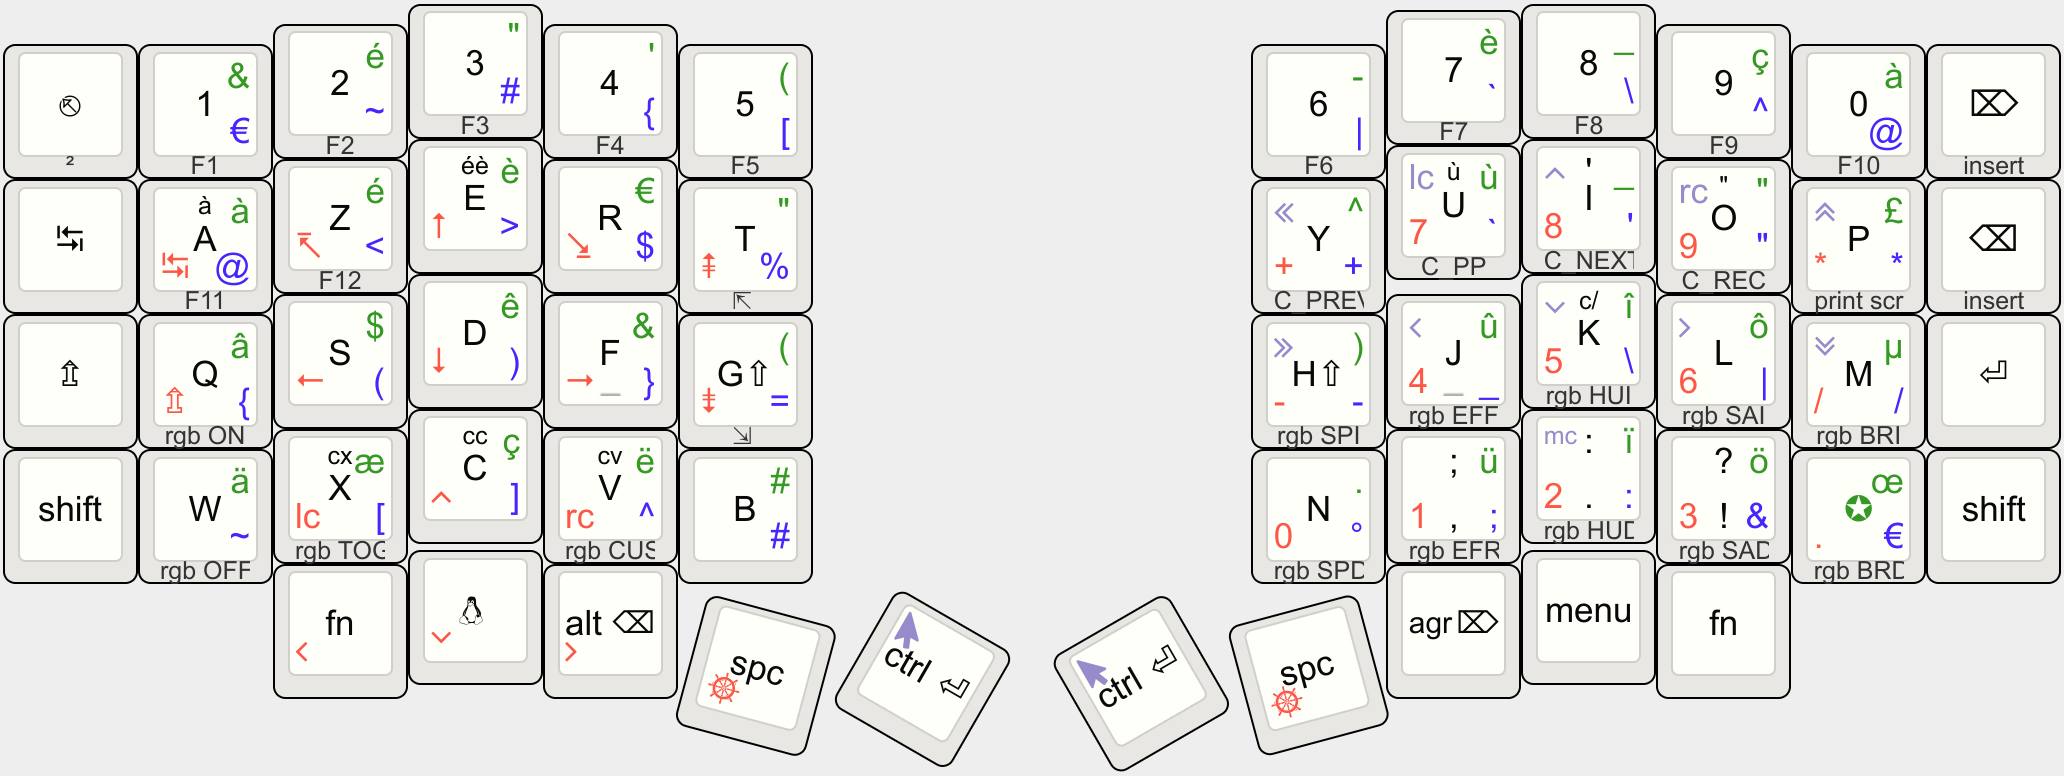 ² 
1 & € F1
2 é ~ F2
3 " # F3
4 ' { F4
5 ( [ F5
6 - | F6
7 è ` F7
8 _ \ F8
9 ç ^ F9
0 à @ F10
insert
à à A @ F11
é Z < F12
éè è E >
€ R $
" T %
« ^ Y + + C_PREV
lc ù ù U 7 ` C_PP
' _ I 8 ' C_NEXT
rc " " O 9 " C_REC
£ P * * print scr
insert
â Q { rgb ON
$ S (
ê D )
& F _ }
( G =
» ) H - - rgb SPI
< û J 4 _ _ rgb EFF
c/ î K 5 \ rgb HUI
> ô L 6 | rgb SAI
µ M / / rgb BRI
shift
ä W ~ rgb OFF
cx æ X lc [ rgb TOG
cc ç C ]
cv ë V rc ^ rgb CUS
# B #
. N 0 ° rgb SPD
; ü 1 , ; rgb EFR
mc : ï 2 . : rgb HUD
? ö 3 ! & rgb SAD
œ . € rgb BRD
shift
fn <
alt >
spc
ctrl
ctrl
spc
agr
menu
fn